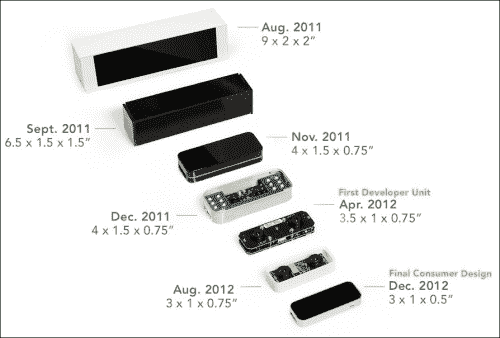 Aug. 2011
9 x 2 x 2”
Sept. 2011
6.5 x 1.5 x 1.5”
Nov. 2011
4 x 1.5 x 0.75”
Dec. 2011
4 x 1.5 x 0.75”
First Developer Unit
Apr. 2012
3.5 x 1 x 0.75”
Aug. 2012
3 x 1 x 0.75”
Final Consumer Design
Dec. 2012
3 x 1 x 0.5”